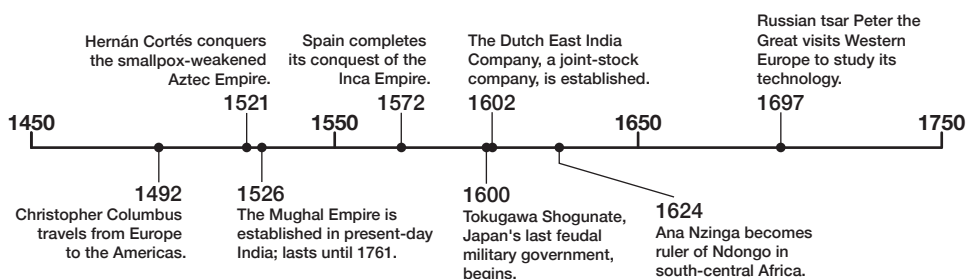 Hernán Cortés conquers
the smallpox-weakened
Aztec Empire.
1521
Spain completes
its conquest of the
Inca Empire.
1572
The Dutch East India
Company, a joint-stock
company, is established.
1602
Russian tsar Peter the
Great visits Western
Europe to study its
technology.
1697
1450
1550
1650
1750
1492
Christopher Columbus
travels from Europe
to the Americas.
1526
The Mughal Empire is
established in present-day
India; lasts until 1761.
1600
Tokugawa Shogunate,
Japan's last feudal
military government,
begins.
1624
Ana Nzinga becomes
ruler of Ndongo in
south-central Africa.